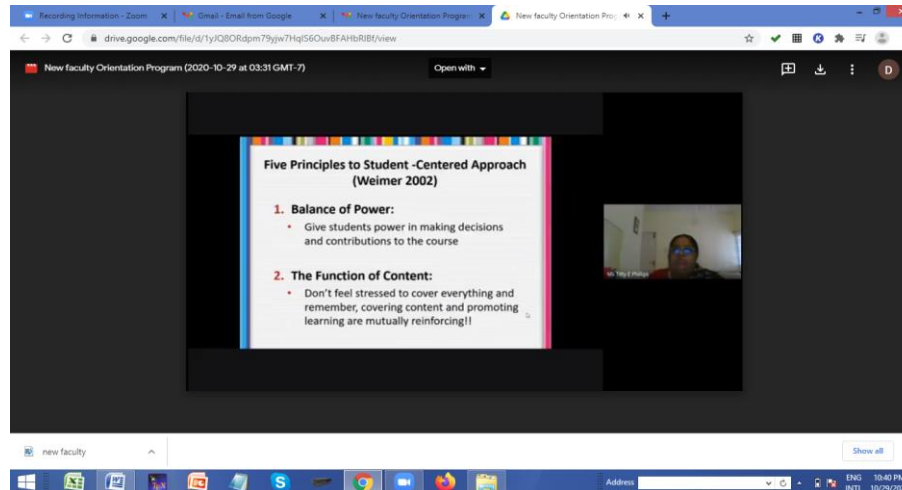 Recording Information - Zoom
Gmail - Email from Google
New faculty Orientation Program
New faculty Orientation Prog
drive.google.com/file/d/1yJQ8ORdpm79yjw7HqlS6OuvBFAHbRlBf/view
New faculty Orientation Program (2020-10-29 at 03:31 GMT-7)
Open with
D
Five Principles to Student -Centered Approach
(Weimer 2002)
1. Balance of Power:
• Give students power in making decisions
and contributions to the course
2. The Function of Content:
• Don't feel stressed to cover everything and
remember, covering content and promoting
learning are mutually reinforcing!!
new faculty
Show all
Address
ENG
INTL
10:40 PM